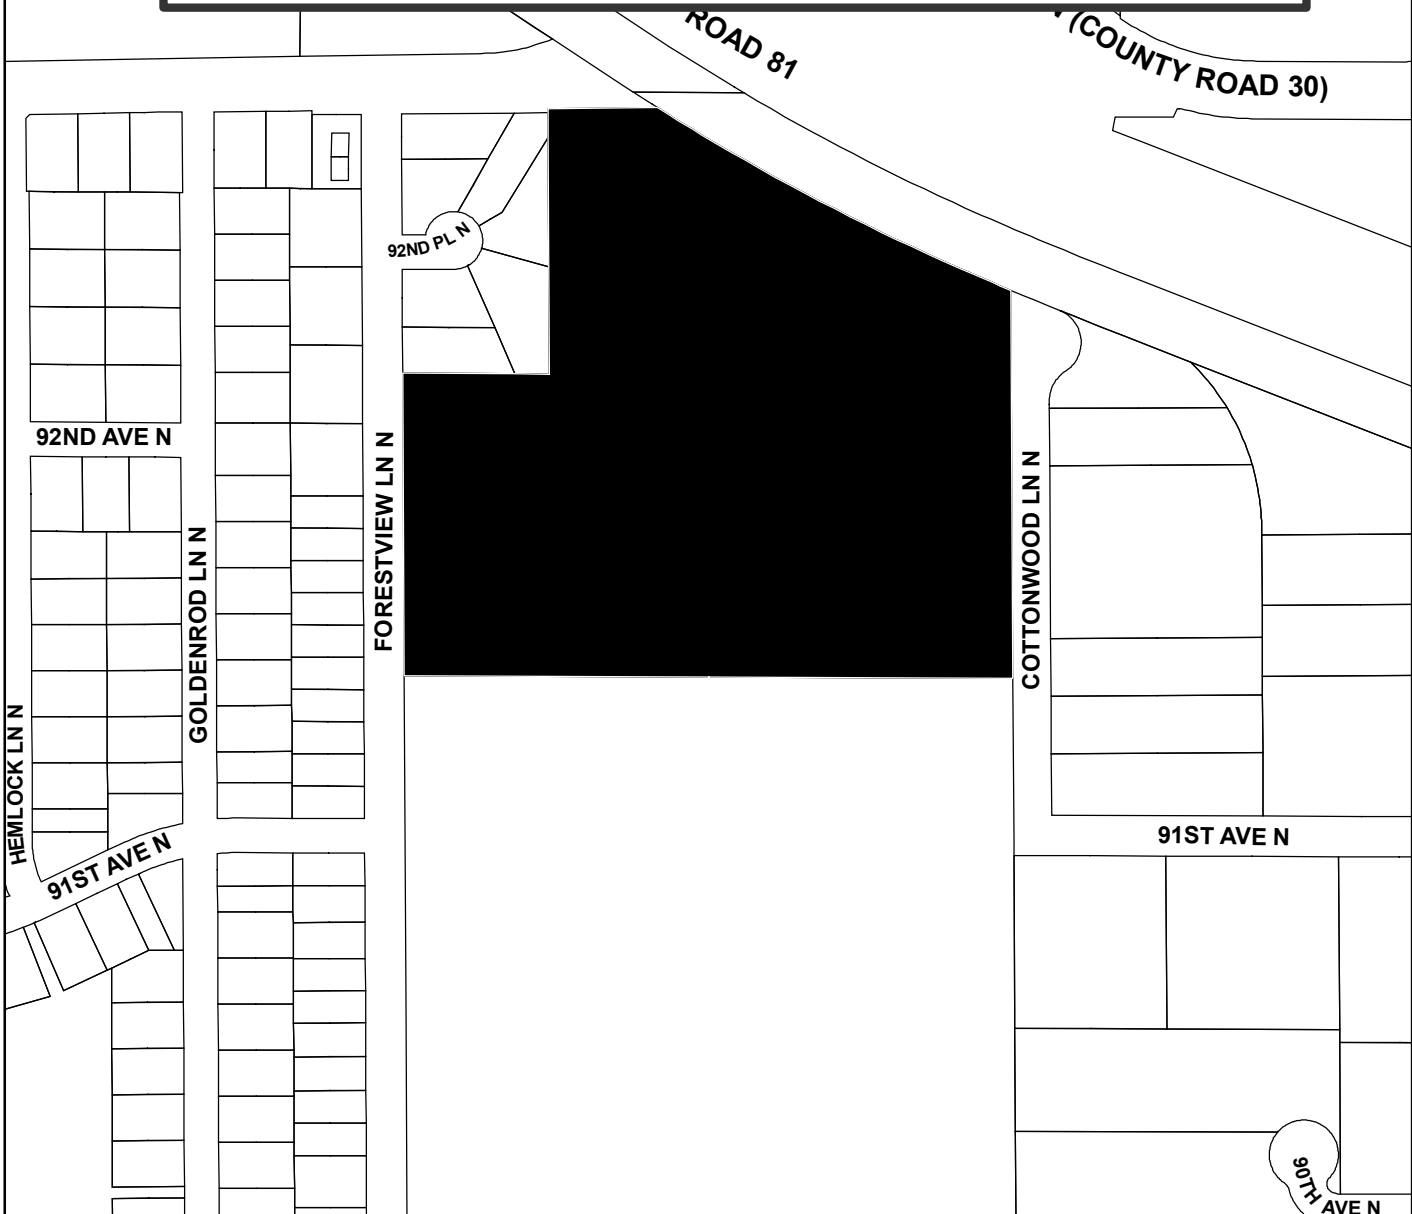 ROAD 81
(COUNTY ROAD 30)
92ND PL N
92ND AVE N
FORESTVIEW LN N
COTTONWOOD LN N
GOLDENROD LN N
HEMLOCK LN N
91ST AVE N
91ST AVE N
90TH AVE N